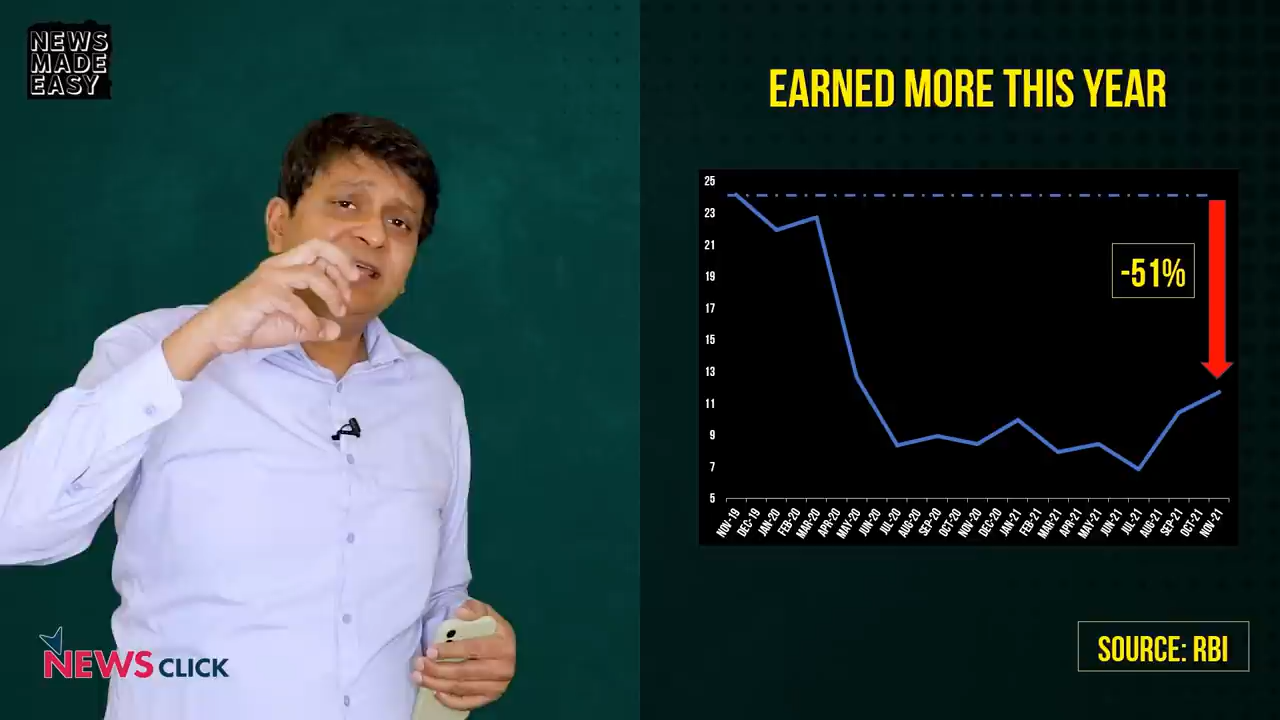 NEWS
MADE
EASY
EARNED MORE THIS YEAR
25
23
21
19
17
15
13
11
9
7
5
-51%
NOV-19
DEC-19
JAN-20
FEB-20
MAR-20
APR-20
MAY-20
JUN-20
JUL-20
AUG-20
SEP-20
OCT-20
NOV-20
DEC-20
JAN-21
FEB-21
MAR-21
APR-21
MAY-21
JUN-21
JUL-21
AUG-21
SEP-21
OCT-21
NOV-21
SOURCE: RBI
NEWS CLICK